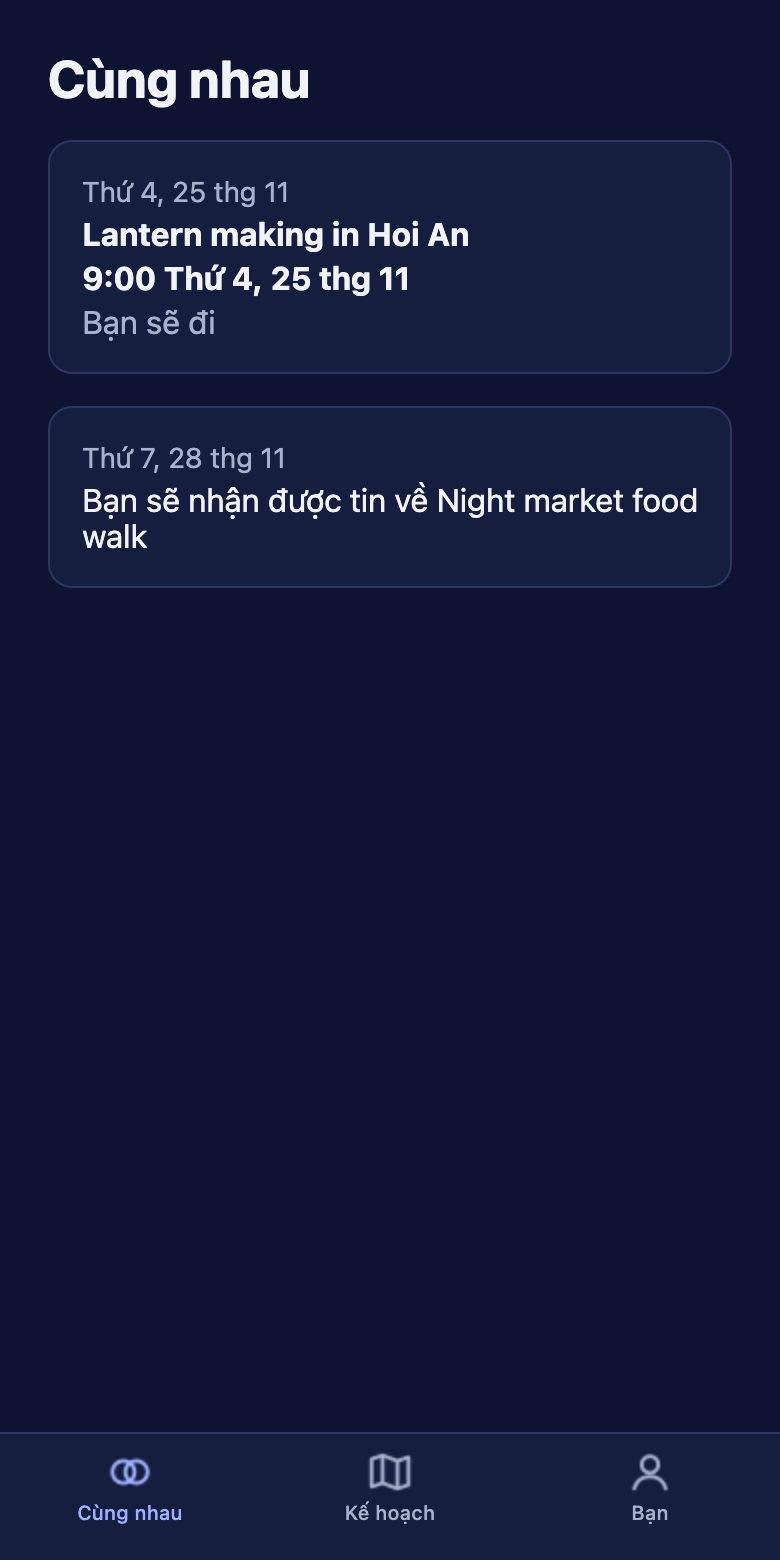 Cùng nhau
Thứ 4, 25 thg 11
Lantern making in Hoi An
9:00 Thứ 4, 25 thg 11
Bạn sẽ đi
Thứ 7, 28 thg 11
Bạn sẽ nhận được tin về Night market food
walk
Cùng nhau
Kế hoạch
Bạn